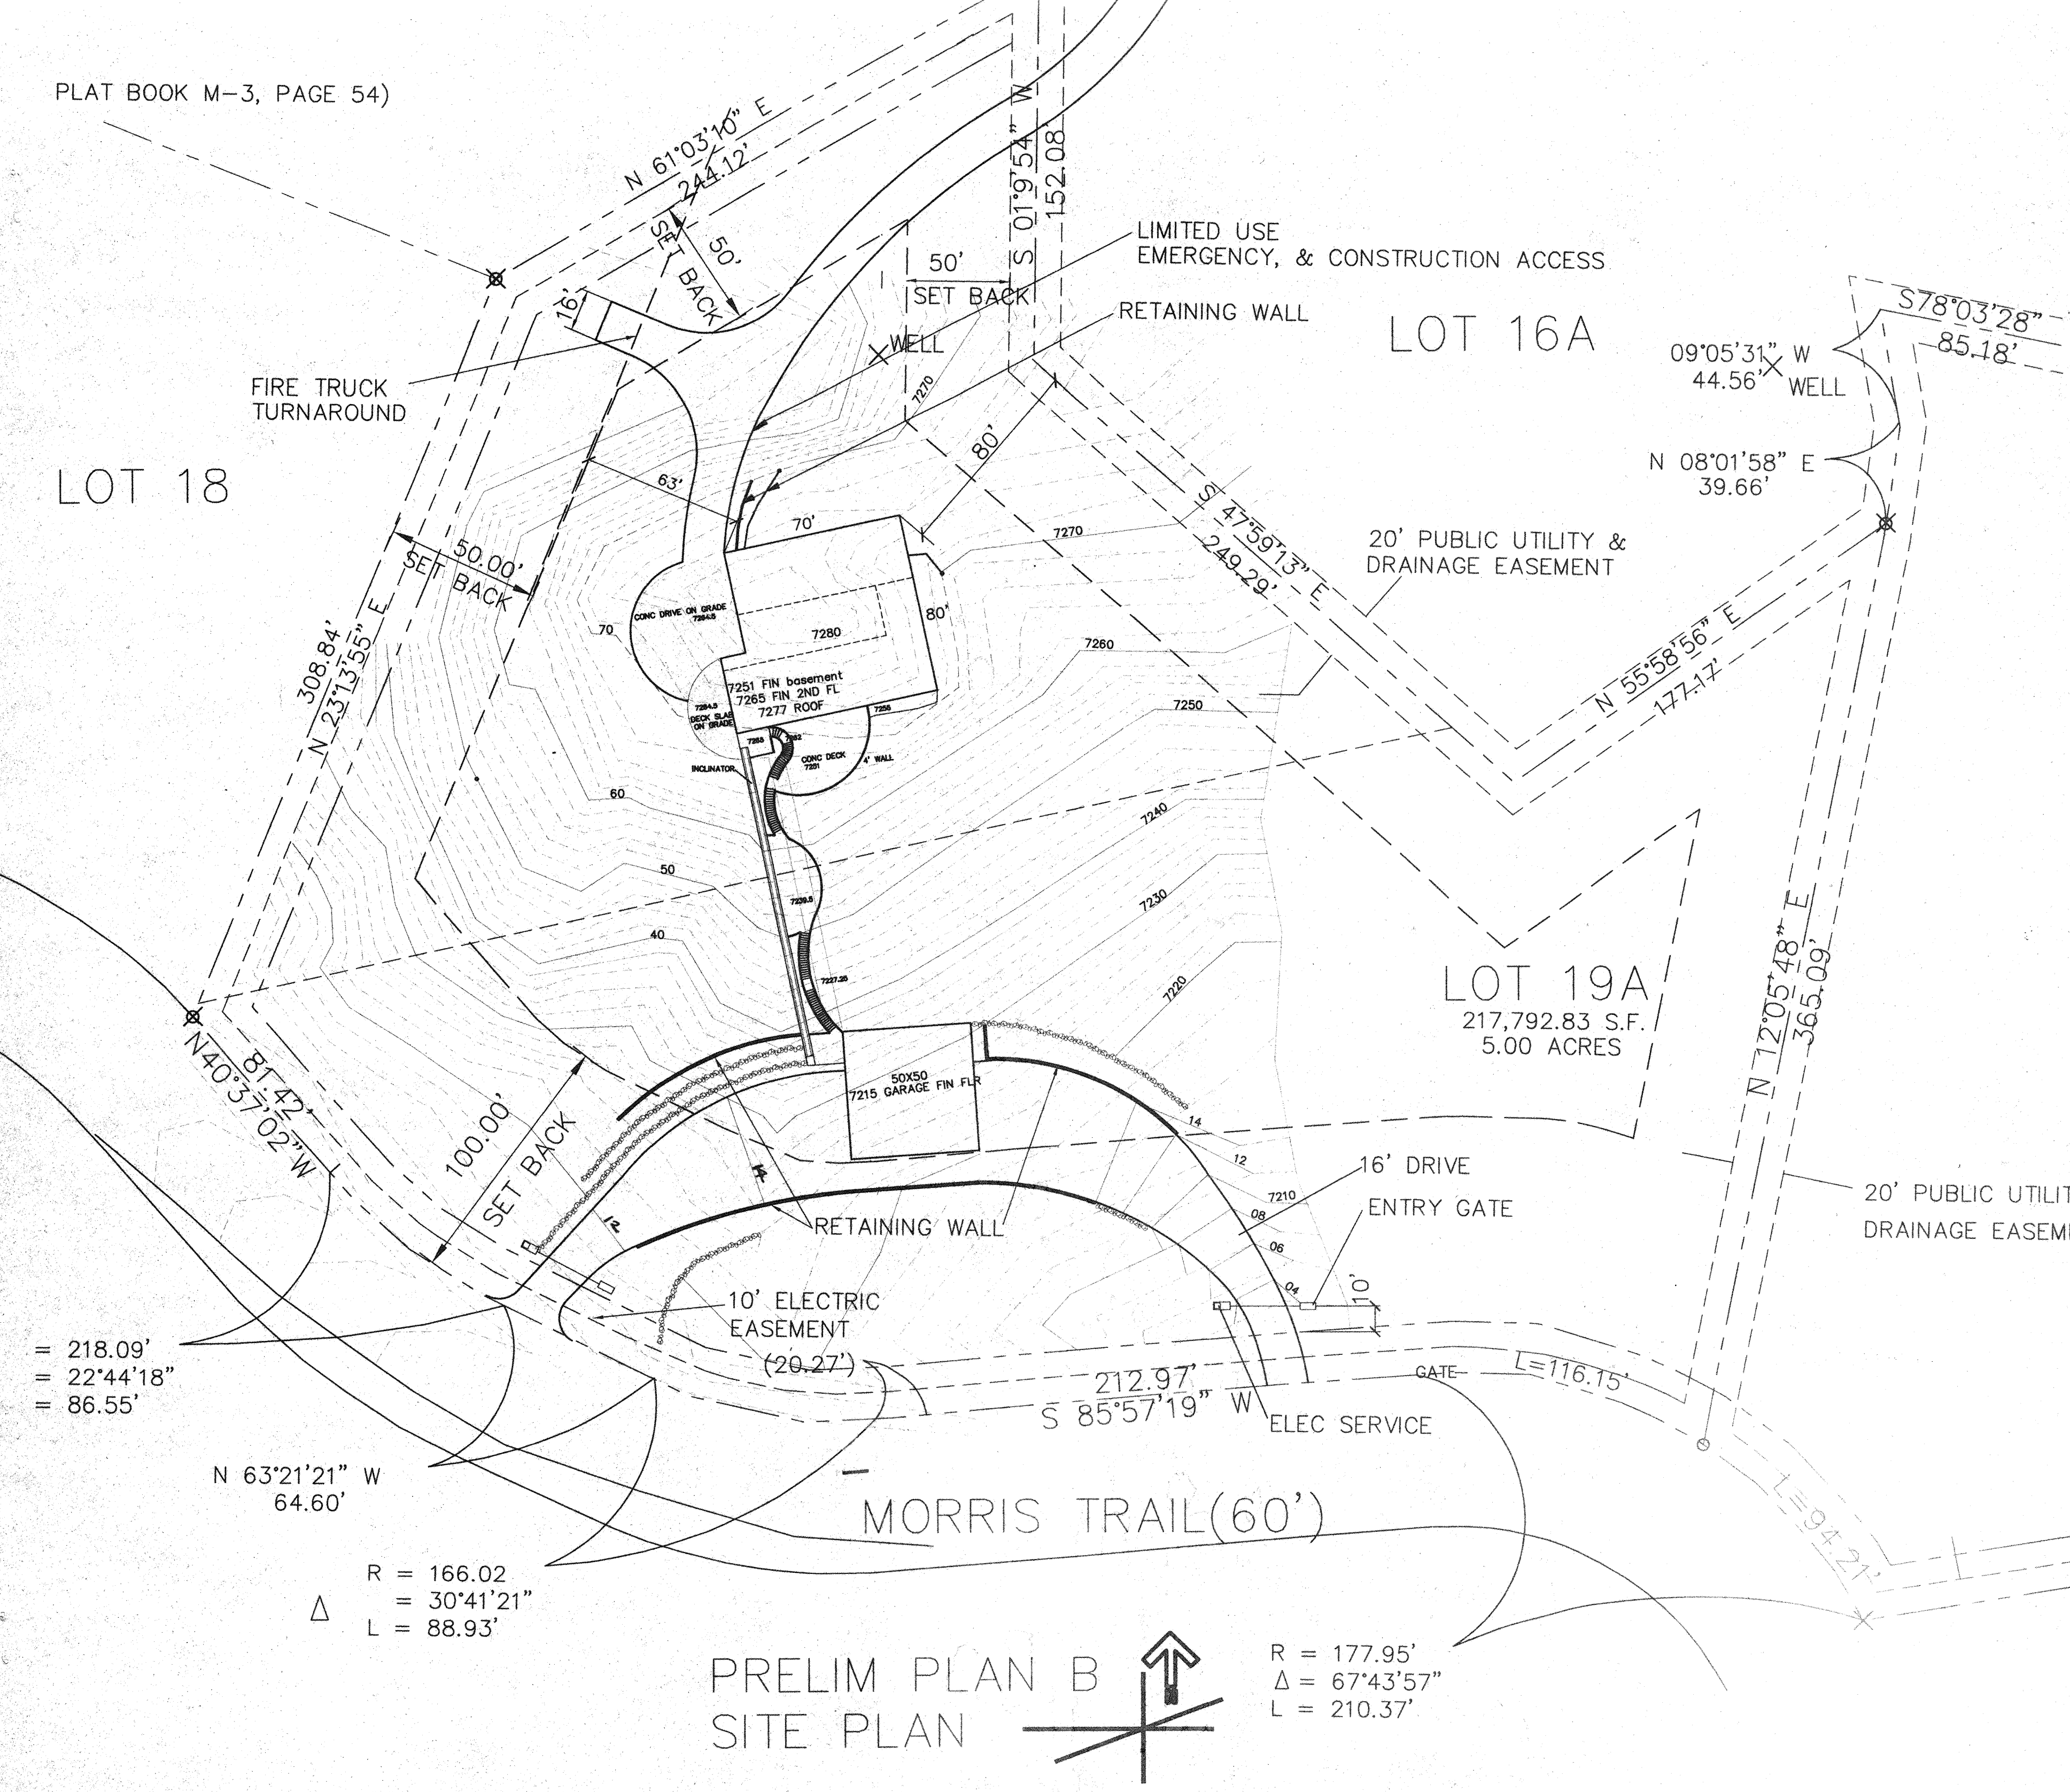 PLAT BOOK M-3, PAGE 54)
N 61°03'10" E
244.12'
SET BACK
50'
S 01°9'54" W
152.08'
LIMITED USE
EMERGENCY, & CONSTRUCTION ACCESS
50'
SET BACK
RETAINING WALL
16'
WELL
LOT 16A
S78°03'28"
85.18'
09°05'31" W
44.56'
WELL
FIRE TRUCK
TURNAROUND
7270
80'
N 08°01'58" E
39.66'
LOT 18
63'
70'
S 47°59'13" E
249.29'
7270
20' PUBLIC UTILITY &
DRAINAGE EASEMENT
50.00'
SET BACK
308.84'
N 23°13'55" E
CONC DRIVE ON GRADE
7264.5
70
80'
7280
7260
N 55°58'56" E
177.17'
7251 FIN basement
7265 FIN 2ND FL
7277 ROOF
7264.5
DECK SLAB
ON GRADE
7256
7250
INCLINATOR
CONC DECK
7251
4' WALL
60
7240
50
7239.5
7230
40
7227.25
7220
LOT 19A
217,792.83 S.F.
5.00 ACRES
N 12°05'48" E
365.09'
81.42'
N40°37'02"W
100.00'
SET BACK
50X50
7215 GARAGE FIN FLR
14
14
12
12
7210
08
06
04
16' DRIVE
ENTRY GATE
20' PUBLIC UTILIT
DRAINAGE EASEM
RETAINING WALL
10'
10' ELECTRIC
EASEMENT
(20.27')
= 218.09'
= 22°44'18"
= 86.55'
212.97'
S 85°57'19" W
GATE
L=116.15'
ELEC SERVICE
N 63°21'21" W
64.60'
MORRIS TRAIL(60')
L=94.21'
R = 166.02
Δ = 30°41'21"
L = 88.93'
PRELIM PLAN B
SITE PLAN
R = 177.95'
Δ = 67°43'57"
L = 210.37'